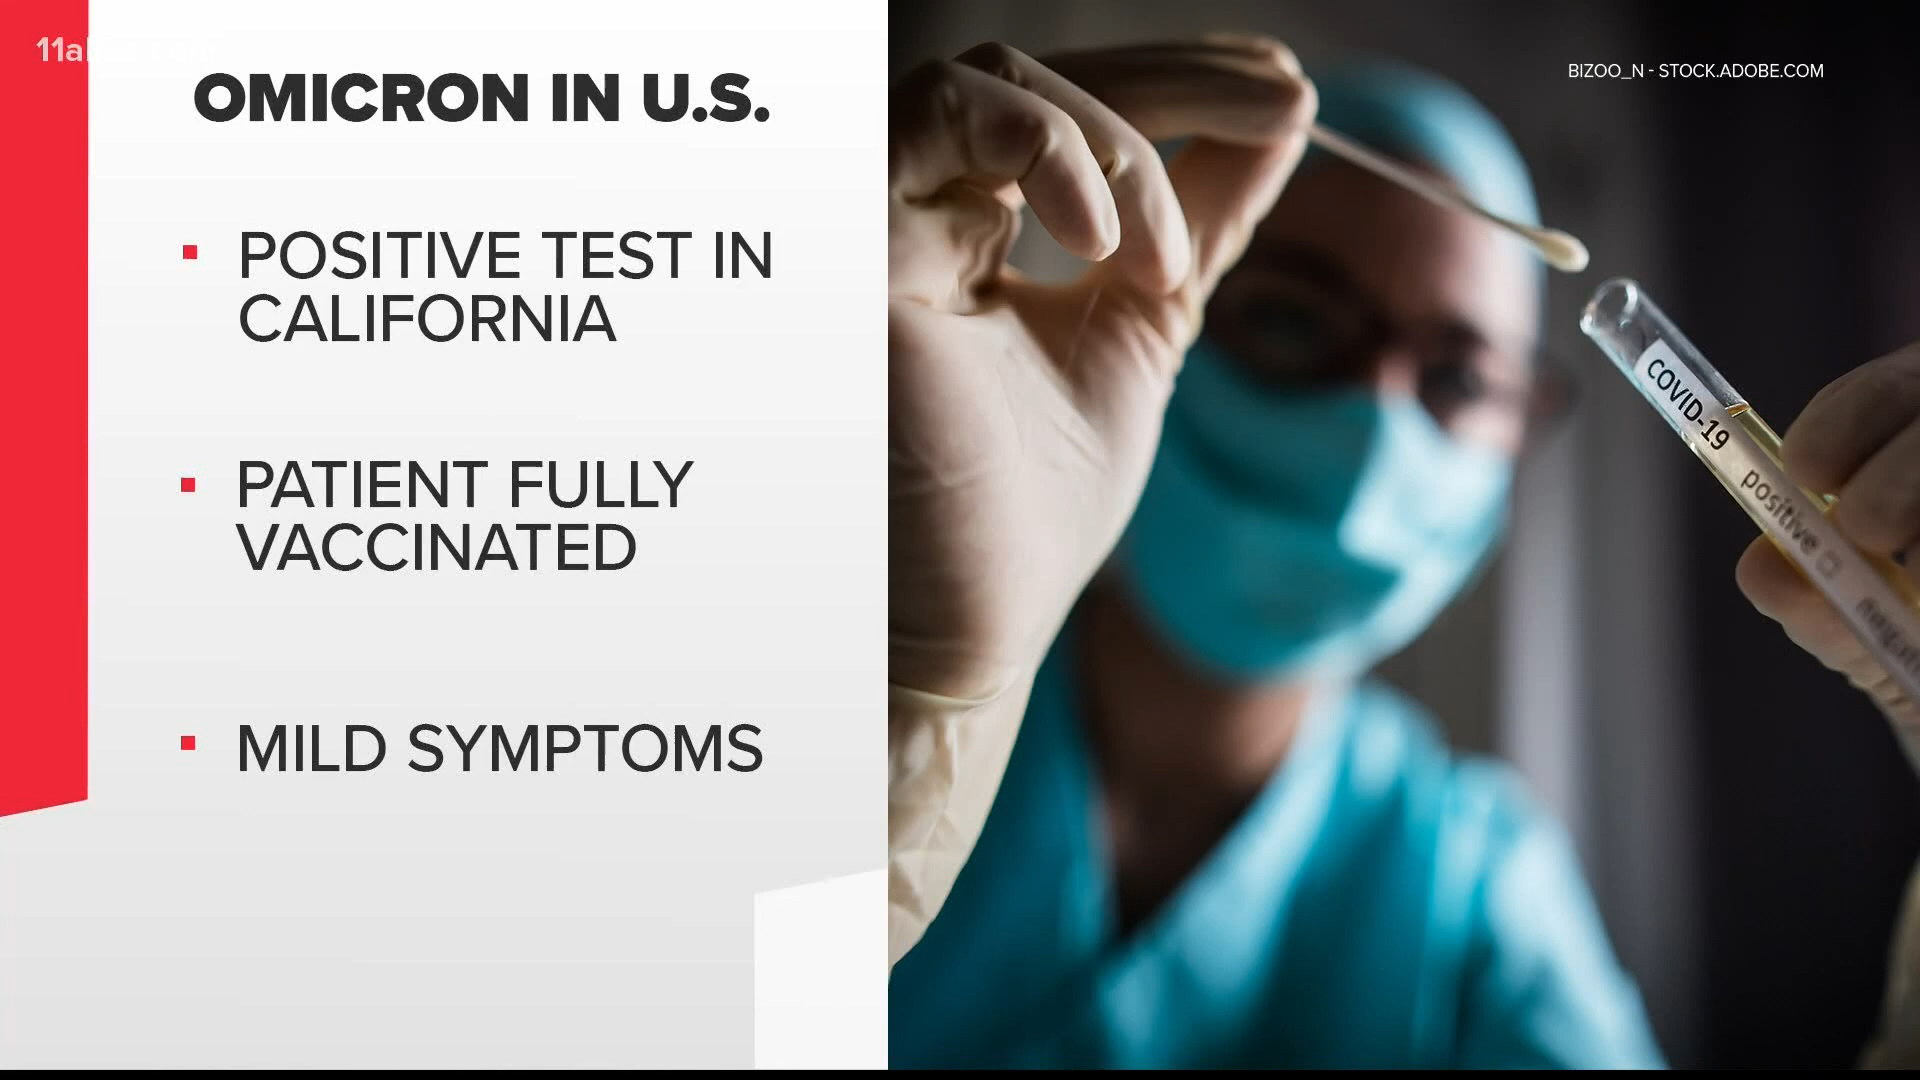 OMICRON IN U.S.
POSITIVE TEST IN
CALIFORNIA
PATIENT FULLY
VACCINATED
MILD SYMPTOMS
BIZOO_N - STOCK.ADOBE.COM
COVID-19
positive